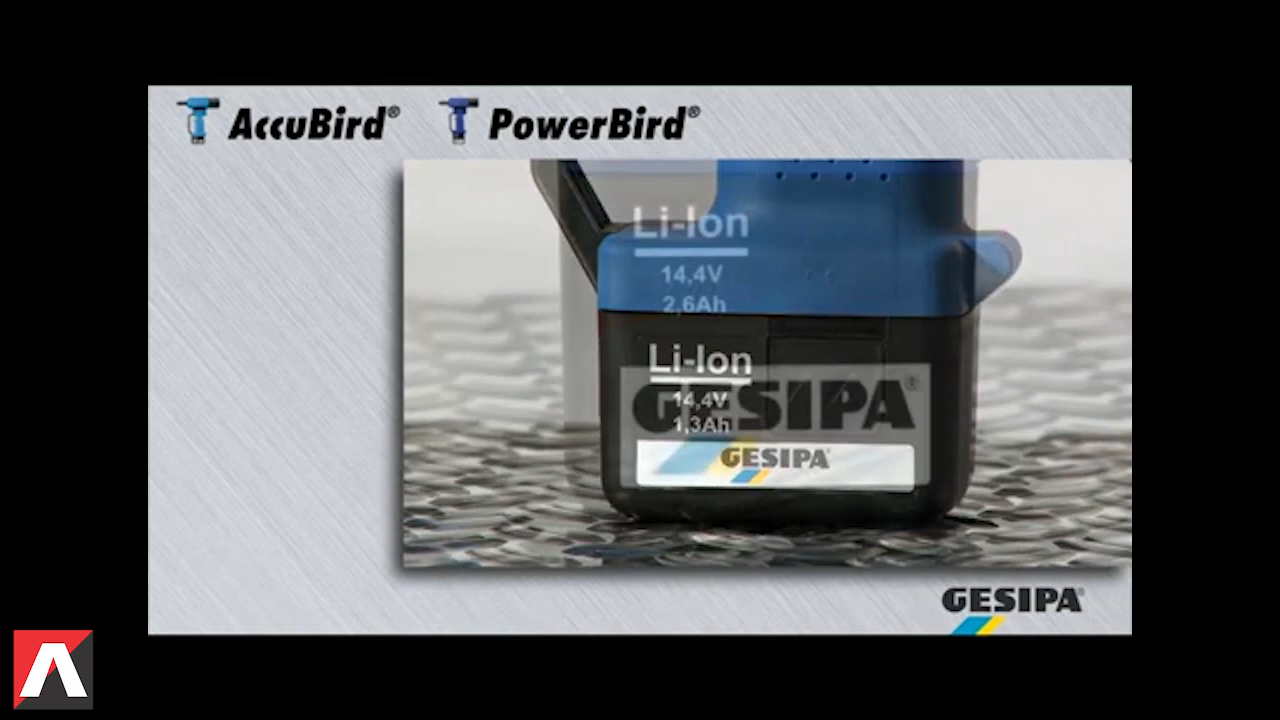 AccuBird® PowerBird®
Li-Ion
14,4V
2,6Ah
Li-Ion
14,4V
1,3Ah
GESIPA®
GESIPA®
GESIPA®